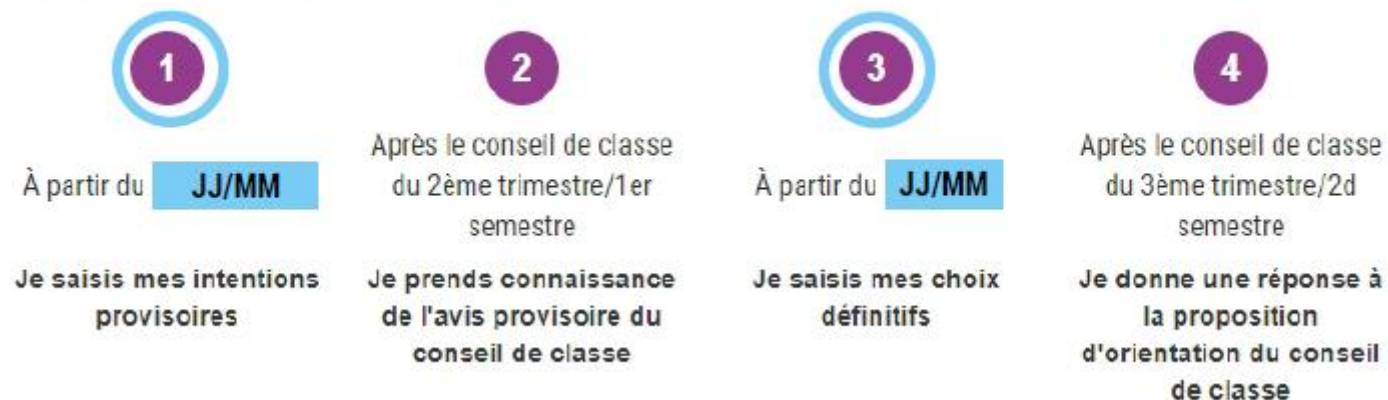 1
À partir du JJ/MM
Je saisis mes intentions
provisoires
2
Après le conseil de classe
du 2ème trimestre/1er
semestre
Je prends connaissance
de l'avis provisoire du
conseil de classe
3
À partir du JJ/MM
Je saisis mes choix
définitifs
4
Après le conseil de classe
du 3ème trimestre/2d
semestre
Je donne une réponse à
la proposition
d'orientation du conseil
de classe